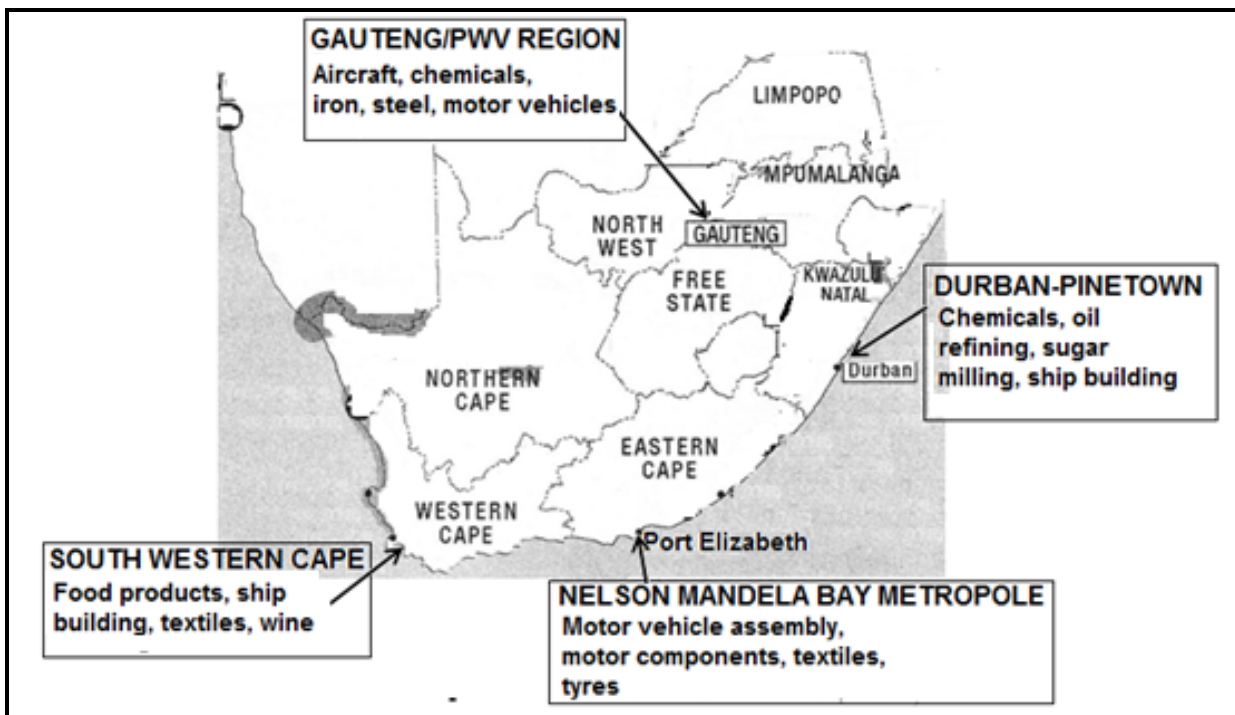 GAUTENG/PWV REGION
Aircraft, chemicals,
iron, steel, motor vehicles
LIMPOPO
MPUMALANGA
NORTH
WEST
GAUTENG
FREE
STATE
KWAZULU
NATAL
DURBAN-PINETOWN
Chemicals, oil
refining, sugar
milling, ship building
Durban
NORTHERN
CAPE
EASTERN
CAPE
WESTERN
CAPE
Port Elizabeth
SOUTH WESTERN CAPE
Food products, ship
building, textiles, wine
NELSON MANDELA BAY METROPOLE
Motor vehicle assembly,
motor components, textiles,
tyres